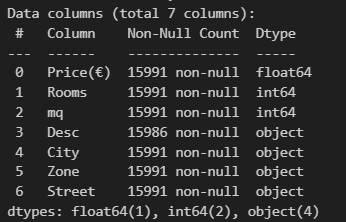 Data columns (total 7 columns):
 #   Column    Non-Null Count  Dtype
---  ------    --------------  -----
 0   Price(€)  15991 non-null  float64
 1   Rooms     15991 non-null  int64
 2   mq        15991 non-null  int64
 3   Desc      15986 non-null  object
 4   City      15991 non-null  object
 5   Zone      15991 non-null  object
 6   Street    15991 non-null  object
dtypes: float64(1), int64(2), object(4)